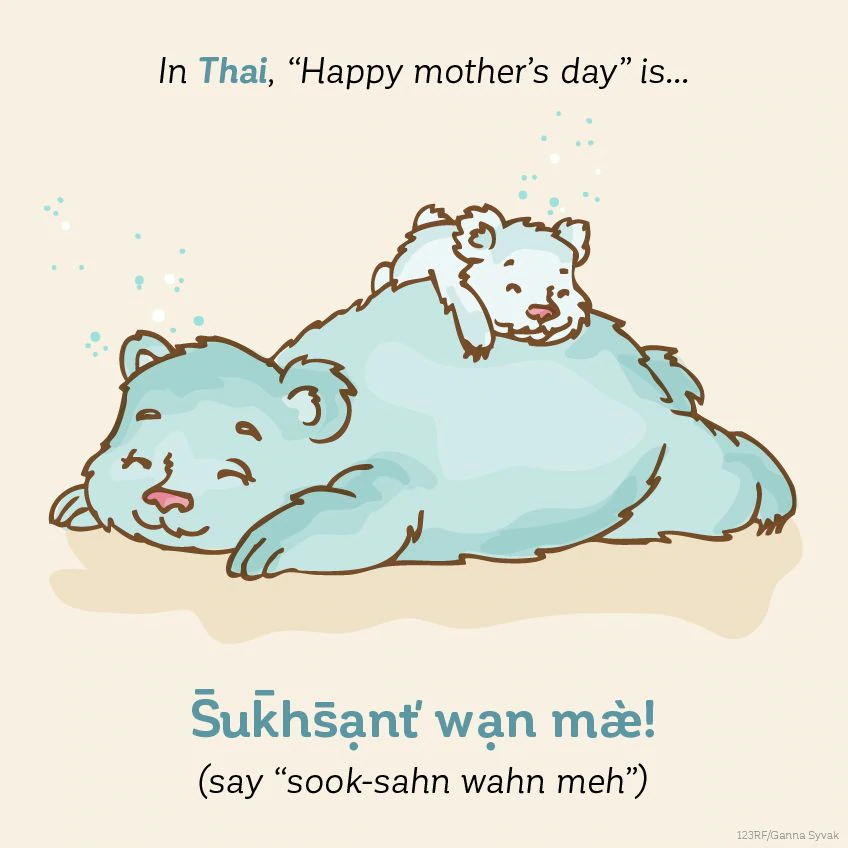 In Thai, “Happy mother’s day” is...
S̄uk̄hs̄ạnt̒ wạn mæ̀!
(say “sook-sahn wahn meh”)
123RF/Ganna Syvak